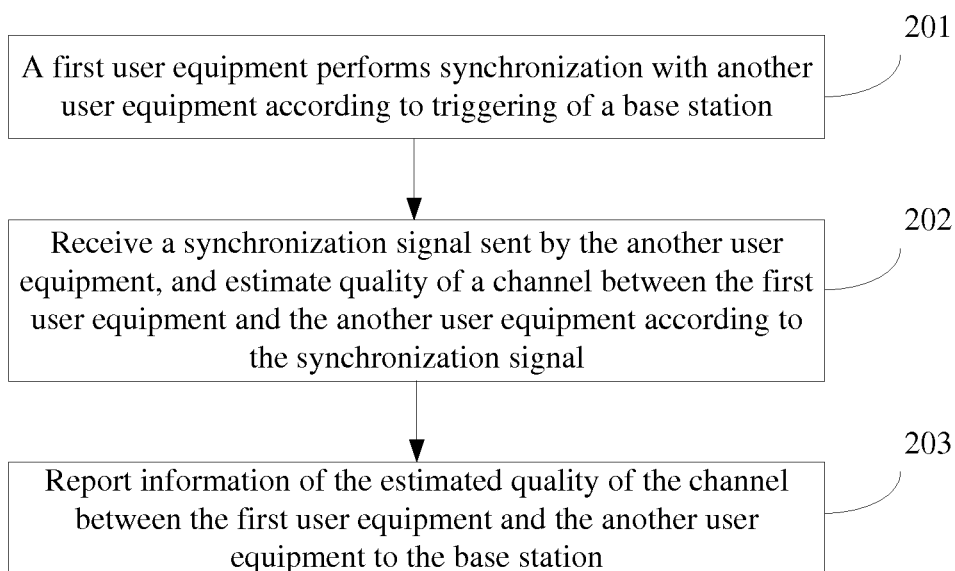 201
A first user equipment performs synchronization with another
user equipment according to triggering of a base station
202
Receive a synchronization signal sent by the another user
equipment, and estimate quality of a channel between the first
user equipment and the another user equipment according to
the synchronization signal
203
Report information of the estimated quality of the channel
between the first user equipment and the another user
equipment to the base station